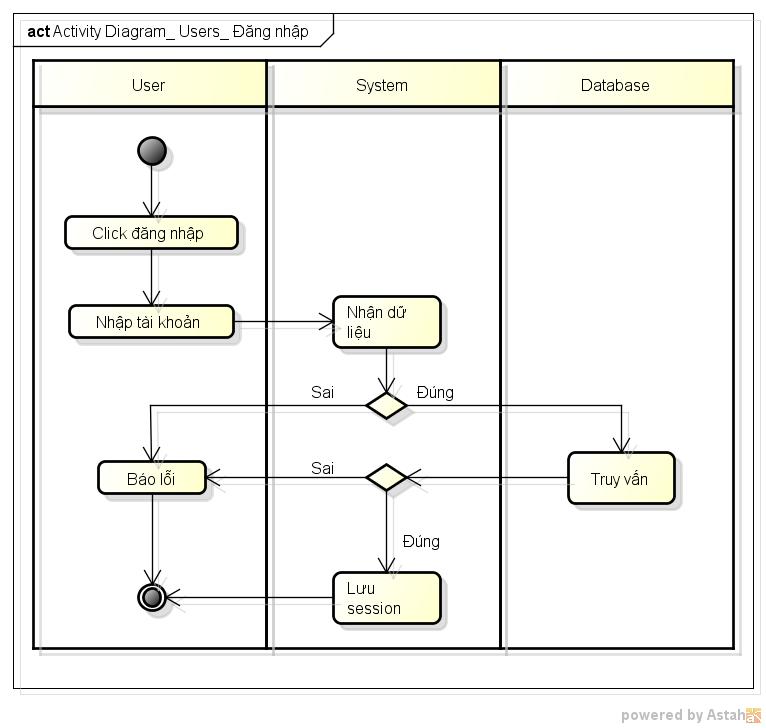 act Activity Diagram_ Users_ Đăng nhập
User
System
Database
Click đăng nhập
Nhập tài khoản
Nhận dữ
liệu
Sai
Đúng
Báo lỗi
Sai
Truy vấn
Đúng
Lưu
session
powered by Astah